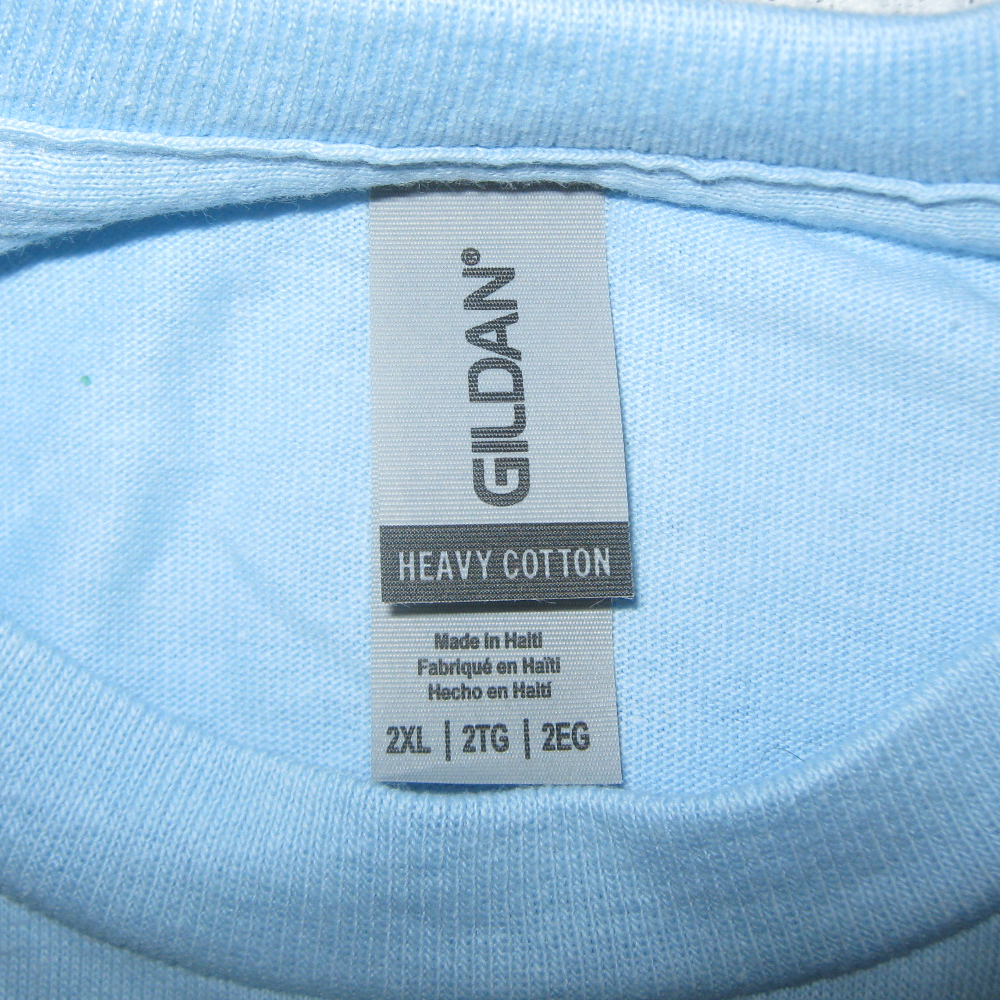 GILDAN®
HEAVY COTTON
Made in Haiti
Fabriqué en Haïti
Hecho en Haití
2XL | 2TG | 2EG